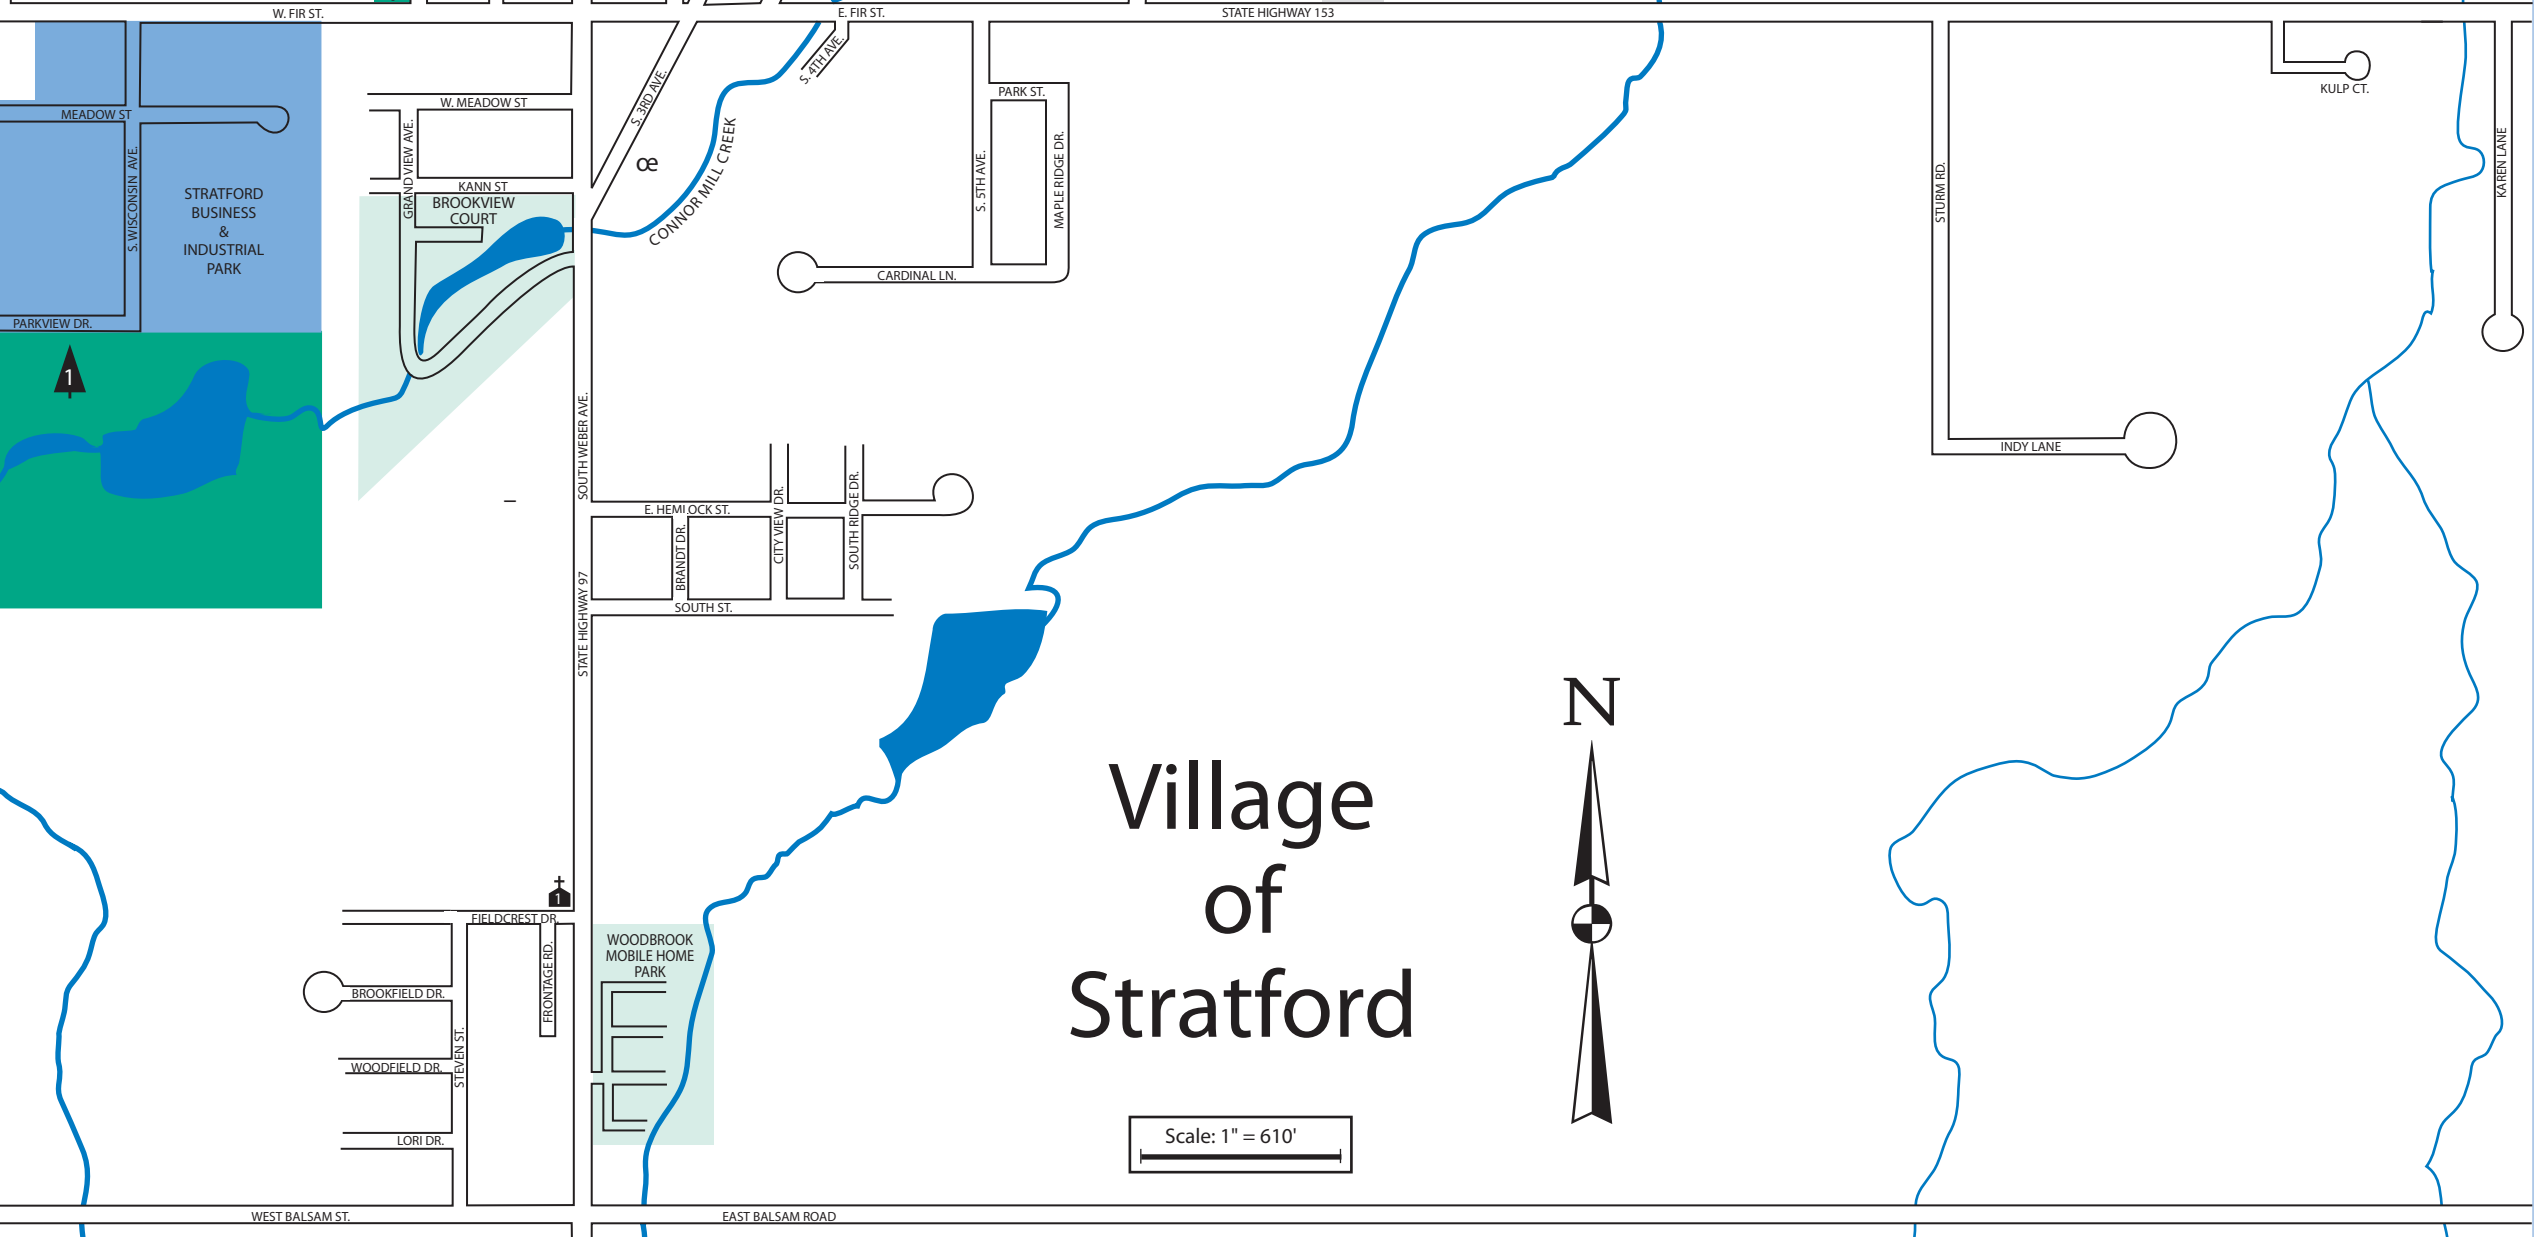 W. FIR ST.
E. FIR ST.
STATE HIGHWAY 153
S. 4TH AVE.
S. 3RD AVE.
PARK ST.
KULP CT.
W. MEADOW ST
MEADOW ST
GRAND VIEW AVE.
S. WISCONSIN AVE.
CONNOR MILL CREEK
œ
S. 5TH AVE.
MAPLE RIDGE DR.
STURM RD.
KAREN LANE
KANN ST
STRATFORD
BUSINESS
&
INDUSTRIAL
PARK
BROOKVIEW
COURT
CARDINAL LN.
PARKVIEW DR.
1
SOUTH WEBER AVE.
INDY LANE
–
E. HEMLOCK ST.
BRANDT DR.
CITY VIEW DR.
SOUTH RIDGE DR.
SOUTH ST.
STATE HIGHWAY 97
N
Village
of
Stratford
1
FIELDCREST DR.
FRONTAGE RD.
WOODBROOK
MOBILE HOME
PARK
BROOKFIELD DR.
STEVEN ST.
WOODFIELD DR.
LORI DR.
Scale: 1" = 610'
WEST BALSAM ST.
EAST BALSAM ROAD